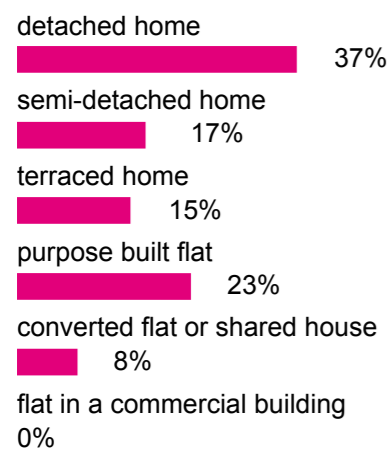 detached home
37%
semi-detached home
17%
terraced home
15%
purpose built flat
23%
converted flat or shared house
8%
flat in a commercial building
0%